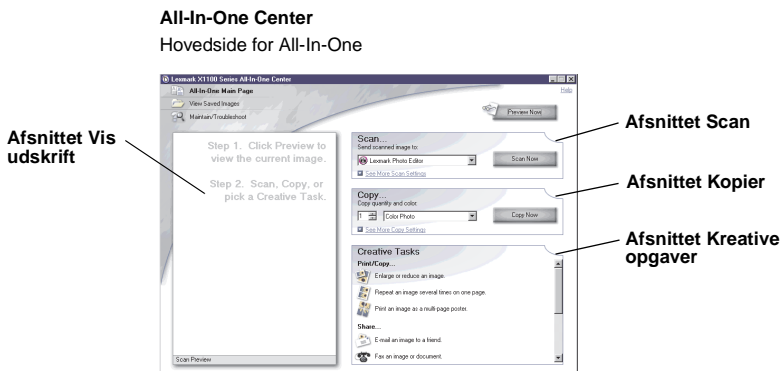 All-In-One Center
Hovedside for All-In-One
Lexmark X1100 Series All-In-One Center
All-In-One Main Page
Help
View Saved Images
Maintain/Troubleshoot
Preview Now
Afsnittet Vis
udskrift
Step 1. Click Preview to
view the current image.
Step 2. Scan, Copy, or
pick a Creative Task.
Scan Preview
Scan...
Send scanned image to:
Lexmark Photo Editor
Scan Now
See More Scan Settings
Afsnittet Scan
Copy...
Copy quantity and color.
1
Color Photo
Copy Now
See More Copy Settings
Afsnittet Kopier
Creative Tasks
Print/Copy...
Enlarge or reduce an image.
Repeat an image several times on one page.
Print an image as a multi-page poster.
Share...
E-mail an image to a friend.
Fax an image or document.
Afsnittet Kreative
opgaver